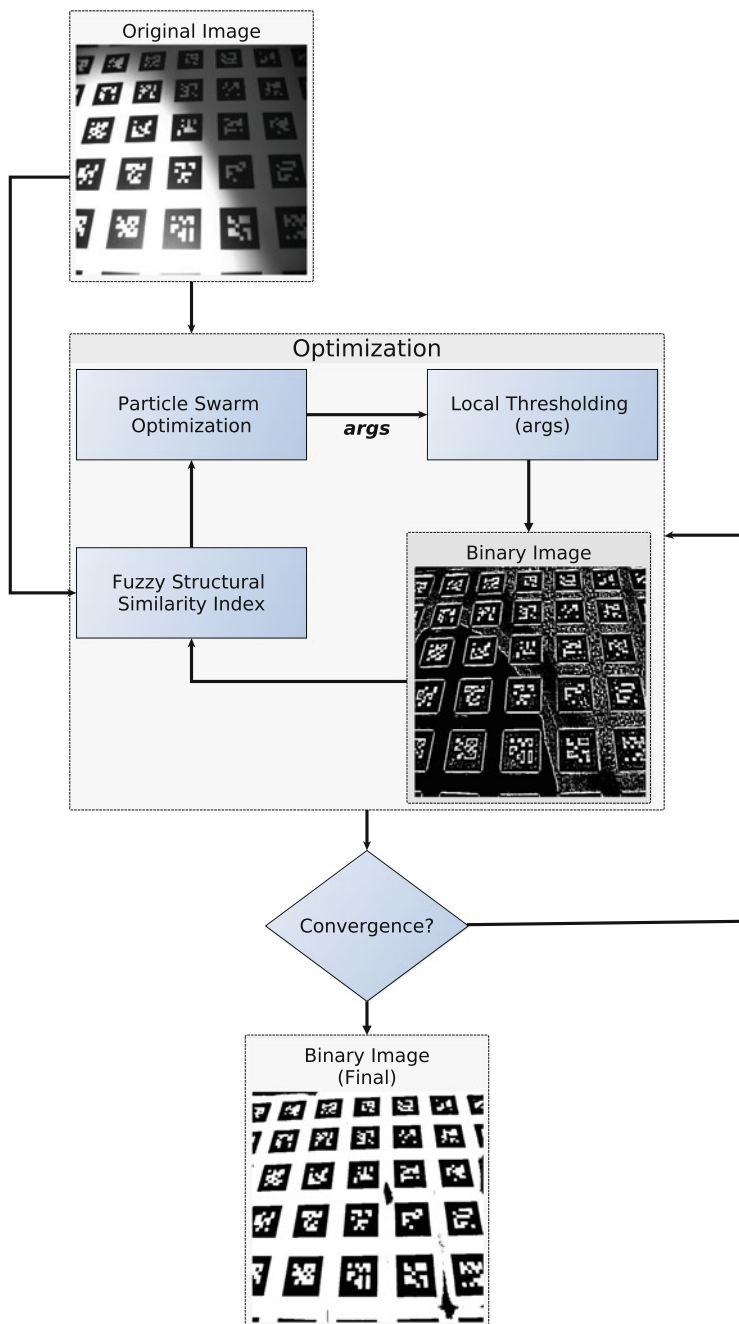 Original Image
Optimization
Particle Swarm
Optimization
args
Local Thresholding
(args)
Binary Image
Fuzzy Structural
Similarity Index
Convergence?
Binary Image
(Final)